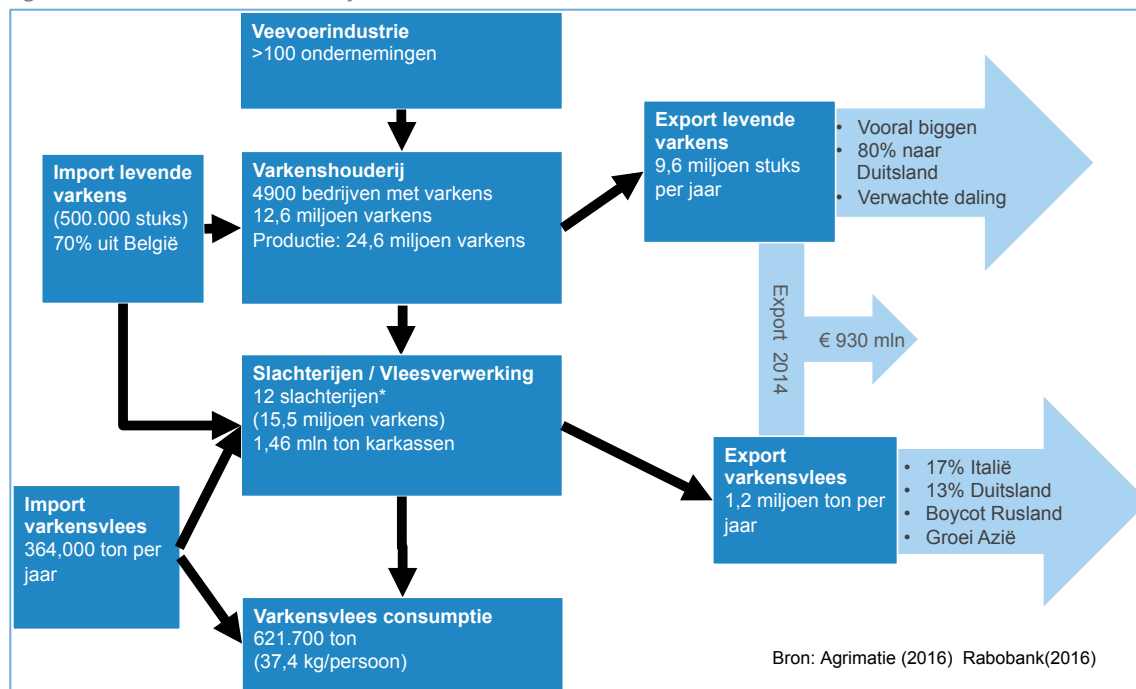 Veevoerindustrie
>100 ondernemingen
Import levende
varkens
(500.000 stuks)
70% uit België
Varkenshouderij
4900 bedrijven met varkens
12,6 miljoen varkens
Productie: 24,6 miljoen varkens
Export levende
varkens
9,6 miljoen stuks
per jaar
• Vooral biggen
• 80% naar
Duitsland
• Verwachte daling
Export 2014
€ 930 mln
Slachterijen / Vleesverwerking
12 slachterijen*
(15,5 miljoen varkens)
1,46 mln ton karkassen
Import
varkensvlees
364,000 ton per
jaar
Export
varkensvlees
1,2 miljoen ton per
jaar
• 17% Italië
• 13% Duitsland
• Boycot Rusland
• Groei Azië
Varkensvlees consumptie
621.700 ton
(37,4 kg/persoon)
Bron: Agrimatie (2016) Rabobank(2016)